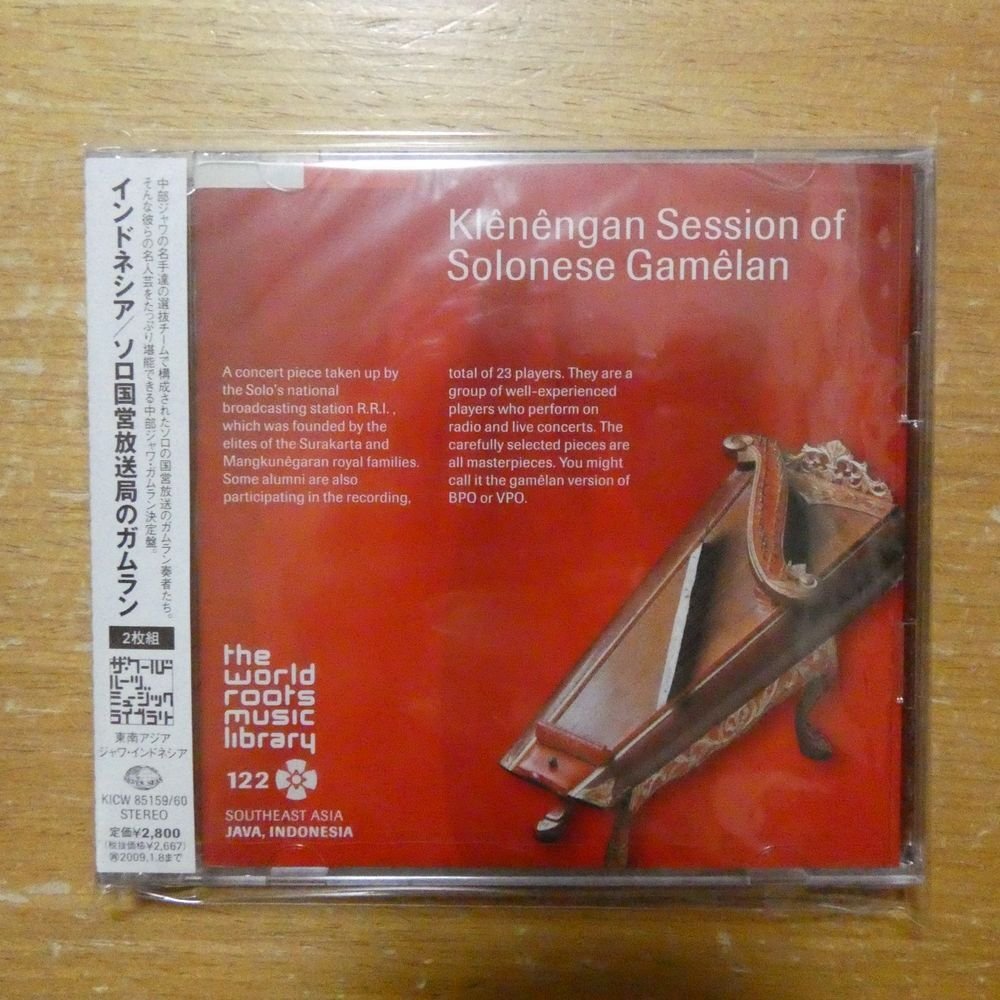 Klênêngan Session of
Solonese Gamêlan
A concert piece taken up by
the Solo's national
broadcasting station R.R.I. ,
which was founded by the
elites of the Surakarta and
Mangkunêgaran royal families.
Some alumni are also
participating in the recording,
total of 23 players. They are a
group of well-experienced
players who perform on
radio and live concerts. The
carefully selected pieces are
all masterpieces. You might
call it the gamêlan version of
BPO or VPO.
the
world
roots
music
library
122
SOUTHEAST ASIA
JAVA, INDONESIA
中部ジャワの名手達の選抜チームで構成されたソロの国営放送のガムラン奏者たち。
そんな彼らの名人芸をたっぷり堪能できる中部ジャワ・ガムラン決定盤。
インドネシア/ソロ国営放送局のガムラン
2枚組
ザ・ワールド
ルーツ
ミュージック
ライブラリー
東南アジア
ジャワ・インドネシア
KICW 85159/60
STEREO
定価¥2,800
(税抜価格¥2,667)
2009.1.8まで